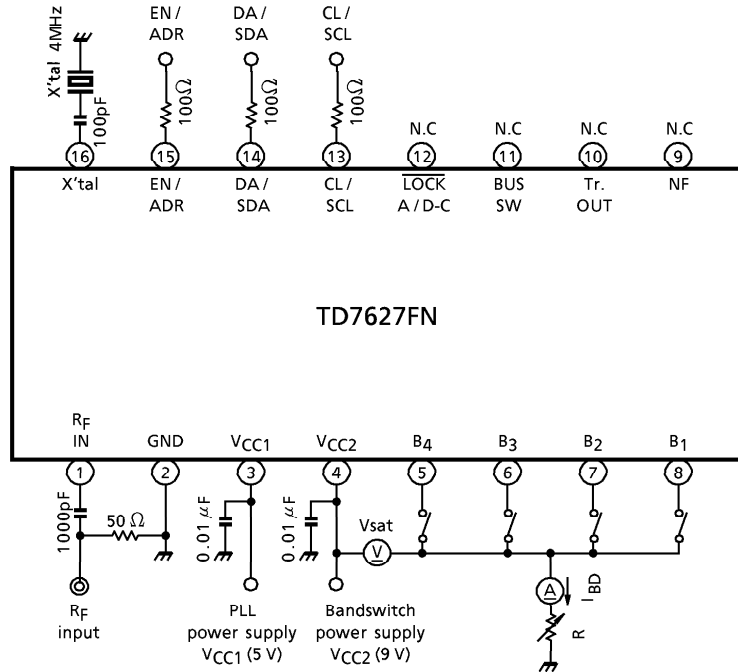 X'tal 4MHz
100pF
EN /
ADR
100Ω
DA /
SDA
100Ω
CL /
SCL
100Ω
N.C
N.C
N.C
N.C
16
15
14
13
12
11
10
9
X'tal
EN /
ADR
DA /
SDA
CL /
SCL
LOCK
A / D-C
BUS
SW
Tr.
OUT
NF
TD7627FN
RF
IN
GND
VCC1
VCC2
B4
B3
B2
B1
1
2
3
4
5
6
7
8
1000pF
50 Ω
0.01 μF
0.01 μF
Vsat
V
A
IBD
R
RF
input
PLL
power supply
VCC1 (5 V)
Bandswitch
power supply
VCC2 (9 V)